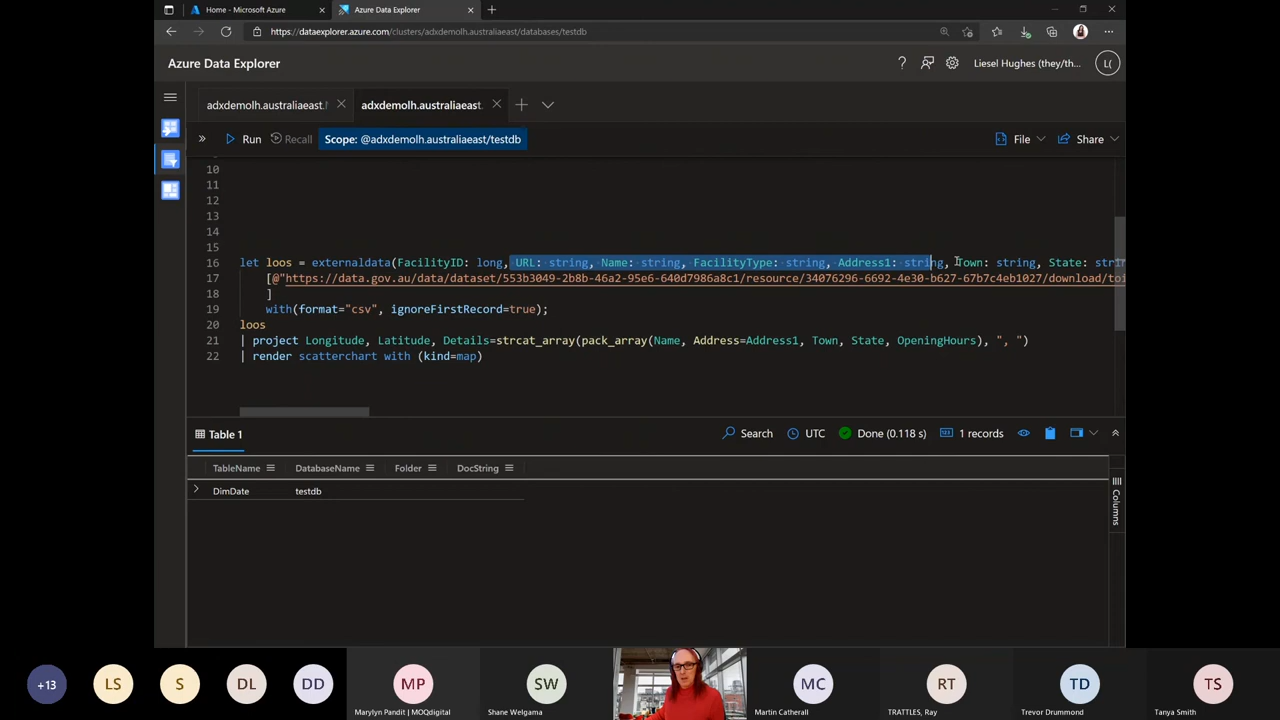 Home - Microsoft Azure
Azure Data Explorer
https://dataexplorer.azure.com/clusters/adxdemolh.australiaeast/databases/testdb
Azure Data Explorer
Liesel Hughes (they/th...
L(
adxdemolh.australiaeast.
adxdemolh.australiaeast.
Run
Recall
Scope: @adxdemolh.australiaeast/testdb
File
Share
10
11
12
13
14
15
16 let loos = externaldata(FacilityID: long, URL: string, Name: string, FacilityType: string, Address1: string, Town: string, State: strin
17 [@"https://data.gov.au/data/dataset/553b3049-2b8b-46a2-95e6-640d7986a8c1/resource/34076296-6692-4e30-b627-67b7c4eb1027/download/toi
18 ]
19 with(format="csv", ignoreFirstRecord=true);
20 loos
21 | project Longitude, Latitude, Details=strcat_array(pack_array(Name, Address=Address1, Town, State, OpeningHours), ", ")
22 | render scatterchart with (kind=map)
Table 1
Search
UTC
Done (0.118 s)
1 records
TableName
DatabaseName
Folder
DocString
DimDate
testdb
Columns
+13
LS
S
DL
DD
MP
SW
MC
RT
TD
TS
Marylyn Pandit | MOQdigital
Shane Welgama
Martin Catherall
TRATTLES, Ray
Trevor Drummond
Tanya Smith